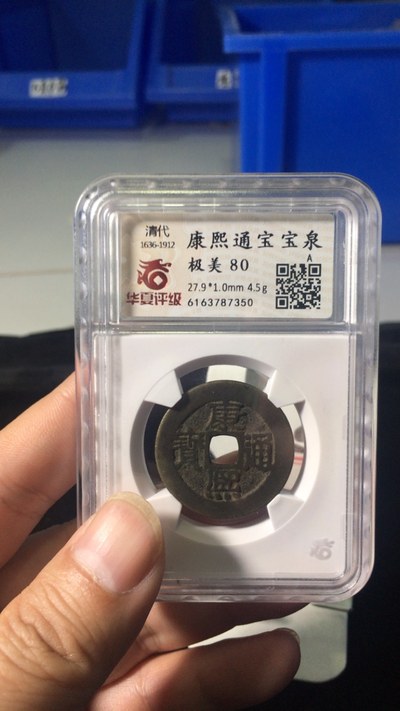 清代
1636-1912
华夏评级
康熙通宝宝泉
极美 80
A
27.9*1.0mm 4.5g
6163787350
康
熙
通
寳